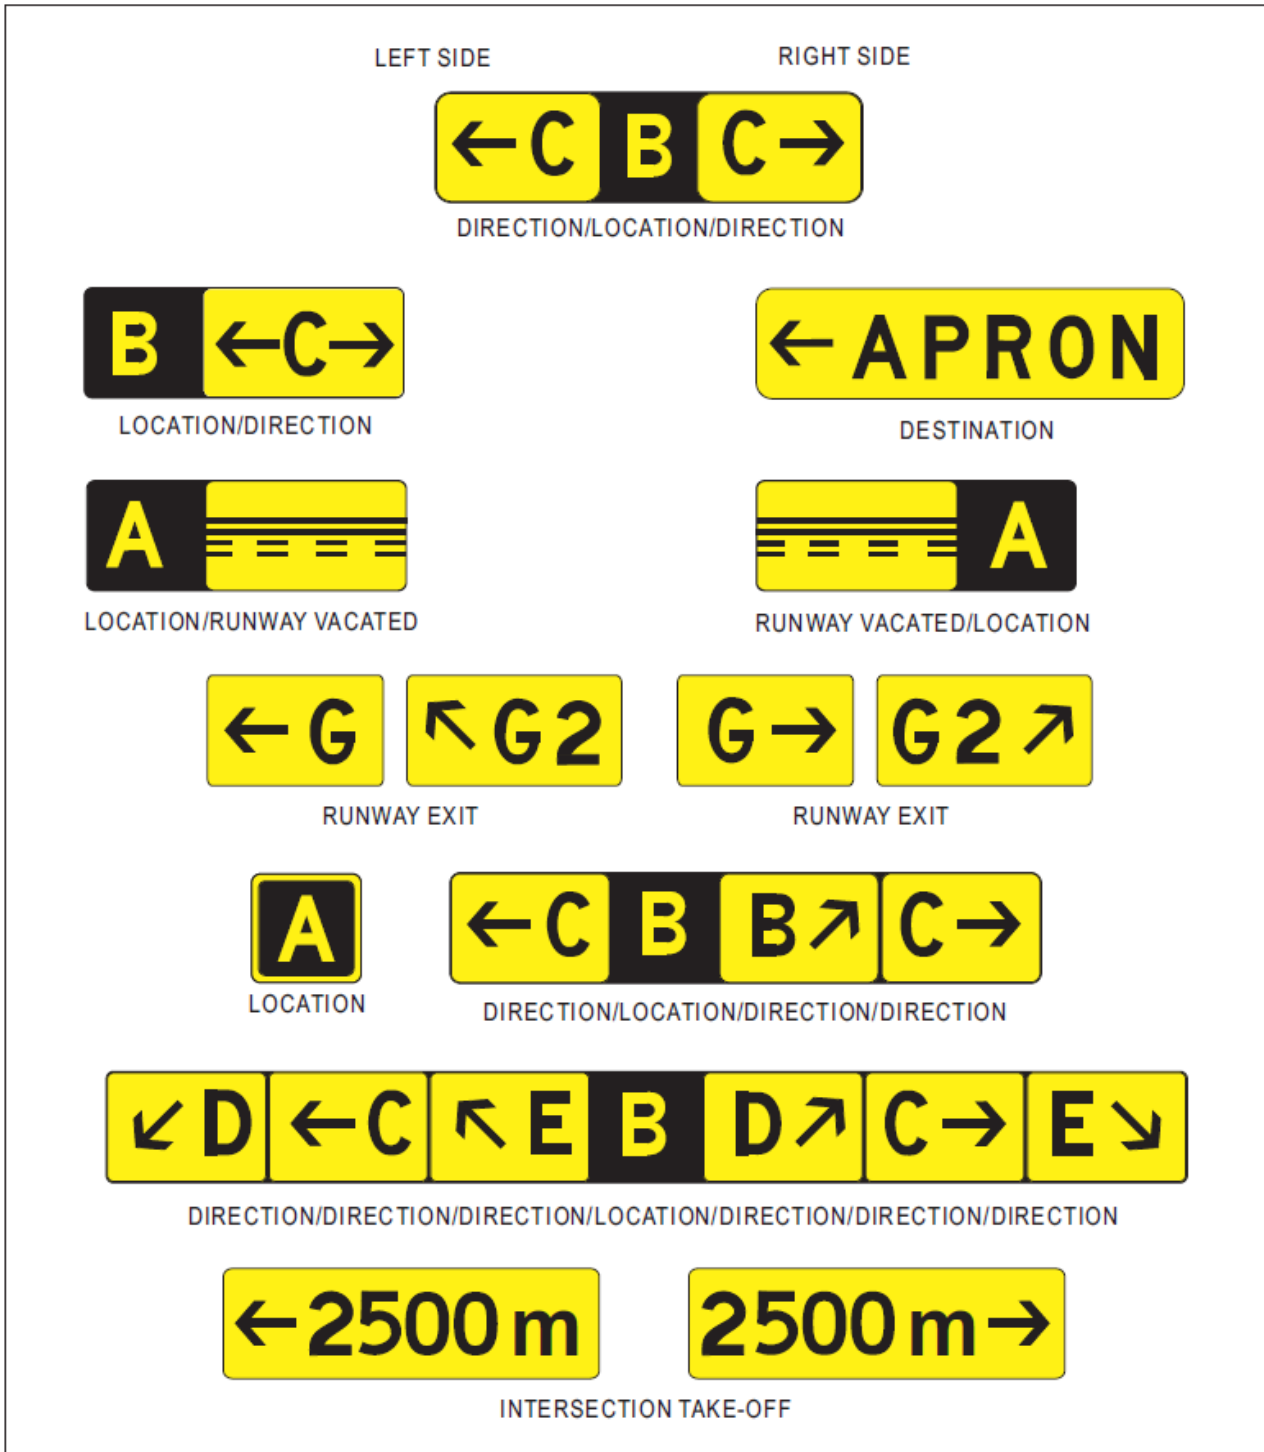 LEFT SIDE RIGHT SIDE
←C B C→
DIRECTION/LOCATION/DIRECTION
B ←C→
← APRON
LOCATION/DIRECTION
DESTINATION
A
A
LOCATION/RUNWAY VACATED
RUNWAY VACATED/LOCATION
←G ↖G2 G→ G2↗
RUNWAY EXIT RUNWAY EXIT
A
←C B B↗ C→
LOCATION
DIRECTION/LOCATION/DIRECTION/DIRECTION
↙D ←C ↖E B D↗ C→ E↘
DIRECTION/DIRECTION/DIRECTION/LOCATION/DIRECTION/DIRECTION/DIRECTION
←2500 m 2500 m→
INTERSECTION TAKE-OFF